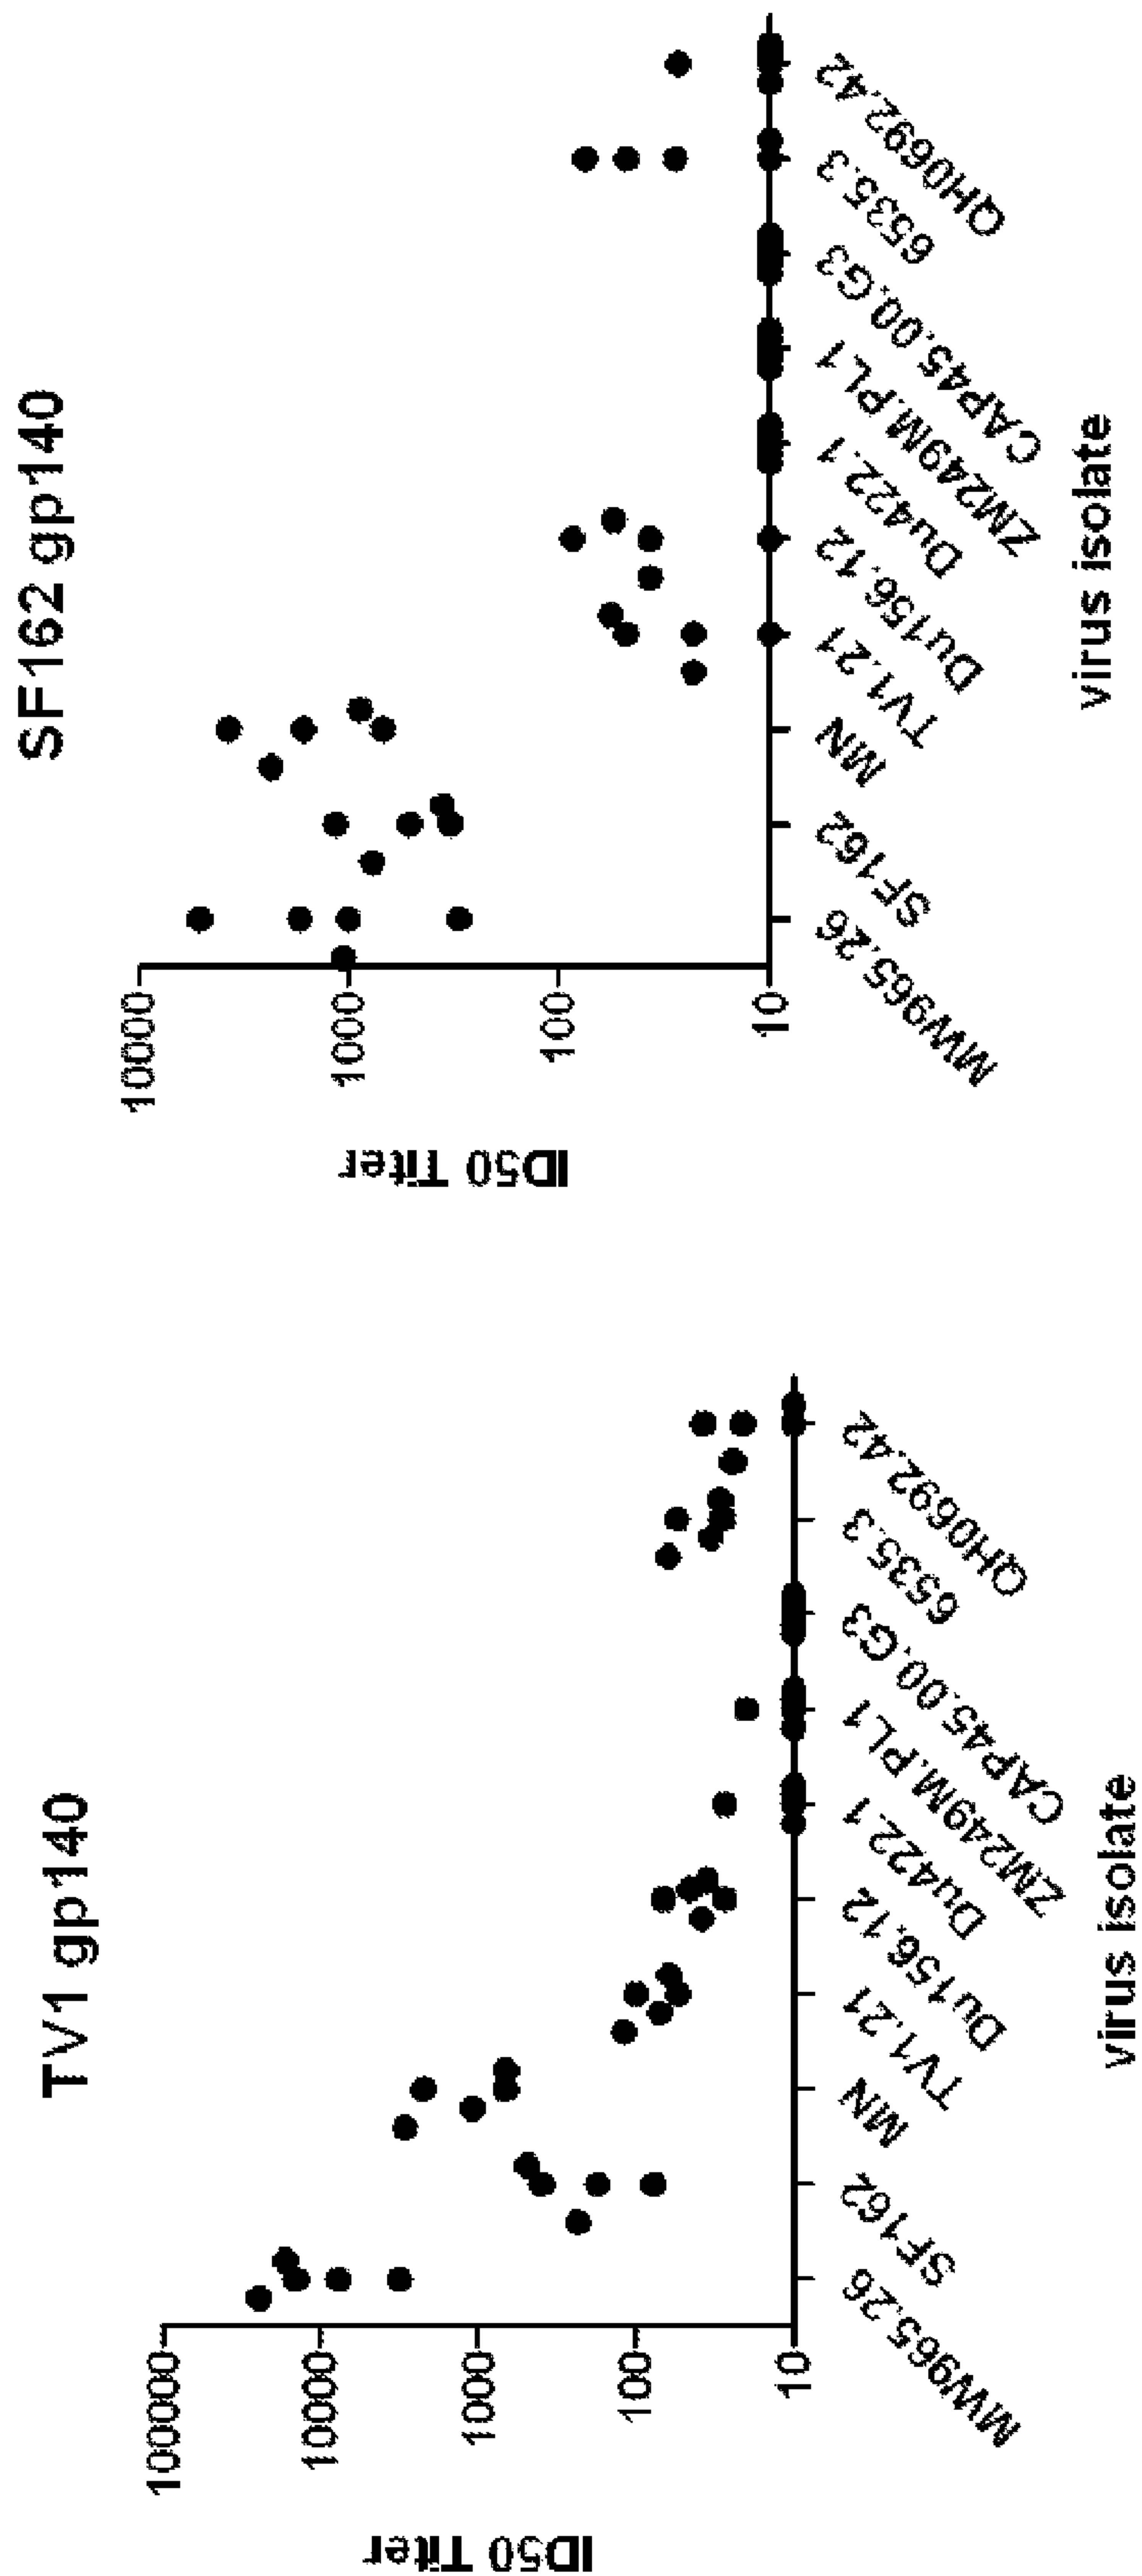 TV1 gp140
ID50 Titer
100000
10000
1000
100
10
MW965.26
SF162
MN
TV1.21
Du156.12
Du422.1
ZM249M.PL1
CAP45.00.G3
6535.3
QH0692.42
virus isolate
SF162 gp140
ID50 Titer
10000
1000
100
10
MW965.26
SF162
MN
TV1.21
Du156.12
Du422.1
ZM249M.PL1
CAP45.00.G3
6535.3
QH0692.42
virus isolate